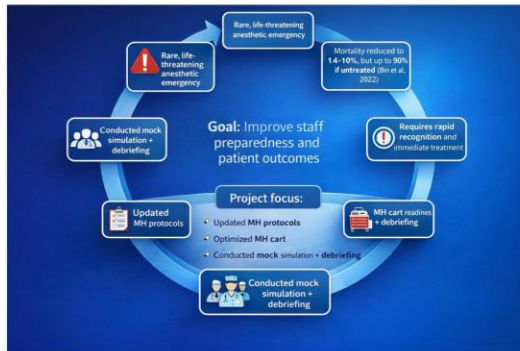 Rare, life-threatening
anesthetic emergency
Rare, life-
threatening
anesthetic
emergency
Mortality reduced to
1.4–10%, but up to 90%
if untreated (Bin et al,
2022)
Conducted mock
simulation +
debriefing
Goal: Improve staff
preparedness and
patient outcomes
Requires rapid
recognition and
immediate treatment
Updated
MH protocols
Project focus:
Updated MH protocols
Optimized MH cart
Conducted mock simulation + debriefing
MH cart readines
+ debriefing
Conducted mock
simulation +
debriefing